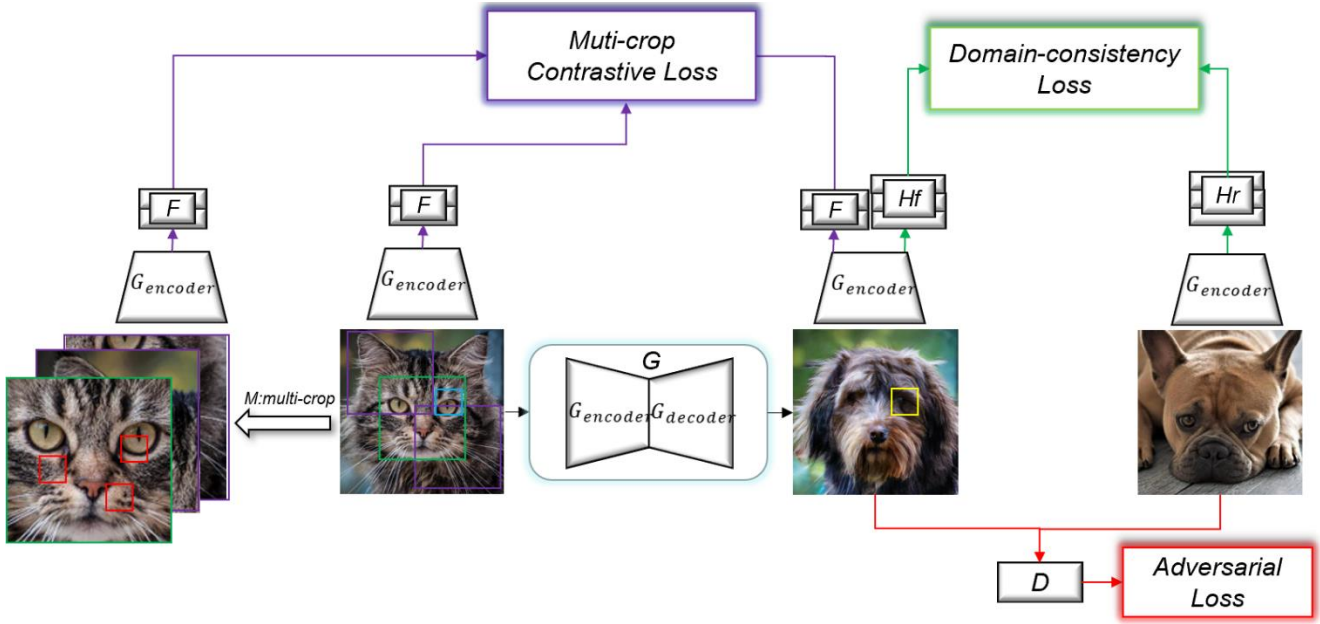 Muti-crop
Contrastive Loss
Domain-consistency
Loss
F
F
F
Hf
Hr
G_encoder
G_encoder
G_encoder
G_encoder
M:multi-crop
G
G_encoder
G_decoder
D
Adversarial
Loss